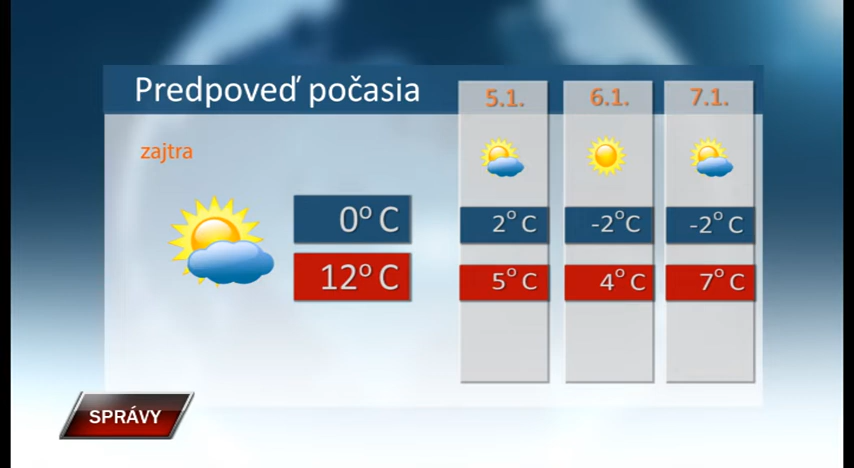 Predpoveď počasia
zajtra
0° C
12° C
5.1.
2° C
5° C
6.1.
-2°C
4° C
7.1.
-2° C
7° C
SPRÁVY